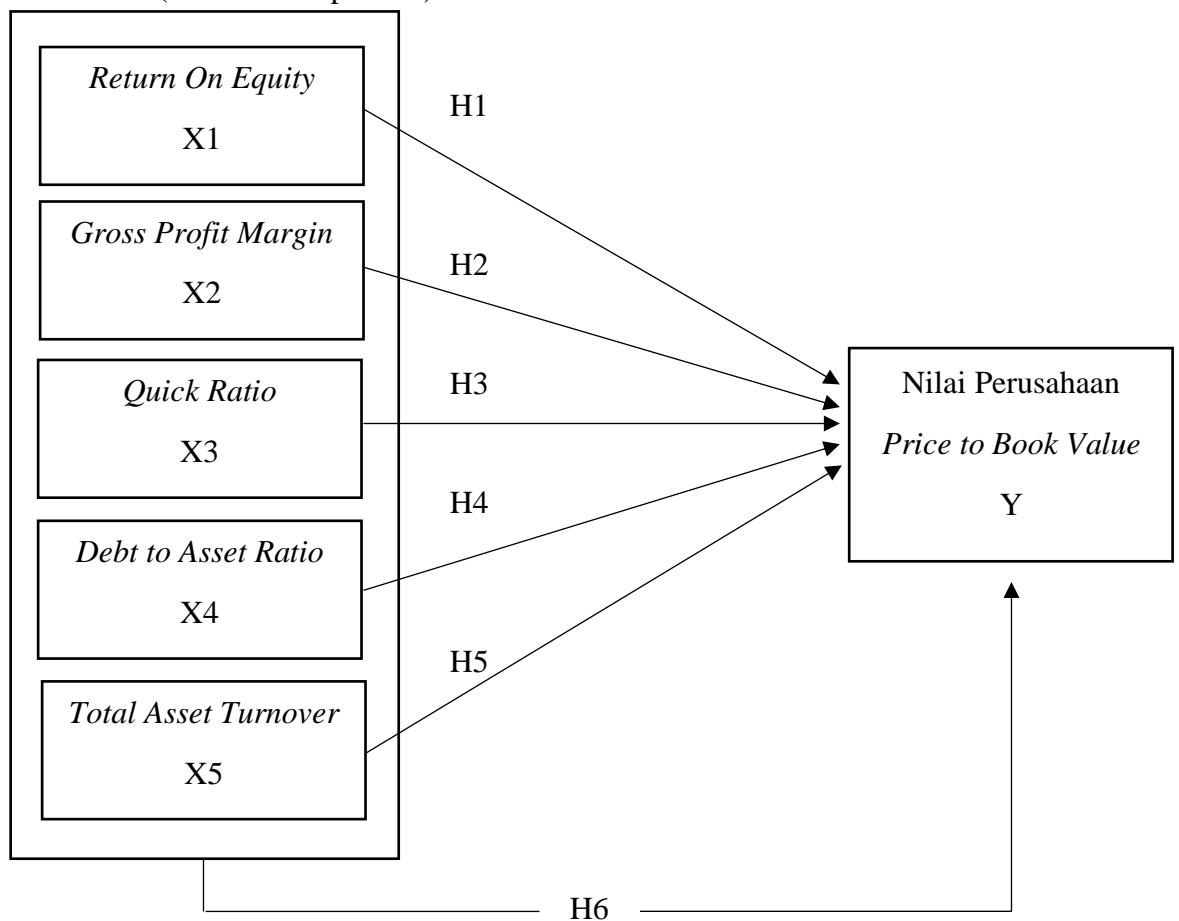 Return On Equity
X1
H1
Gross Profit Margin
X2
H2
Quick Ratio
X3
H3
Nilai Perusahaan
Price to Book Value
Y
Debt to Asset Ratio
X4
H4
Total Asset Turnover
X5
H5
H6